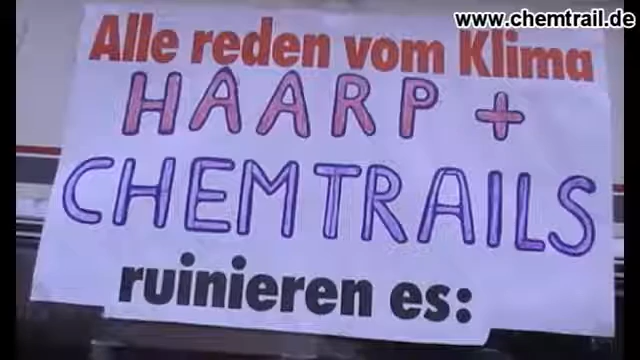 www.chemtrail.de
Alle reden vom Klima
HAARP +
CHEMTRAILS
ruinieren es: